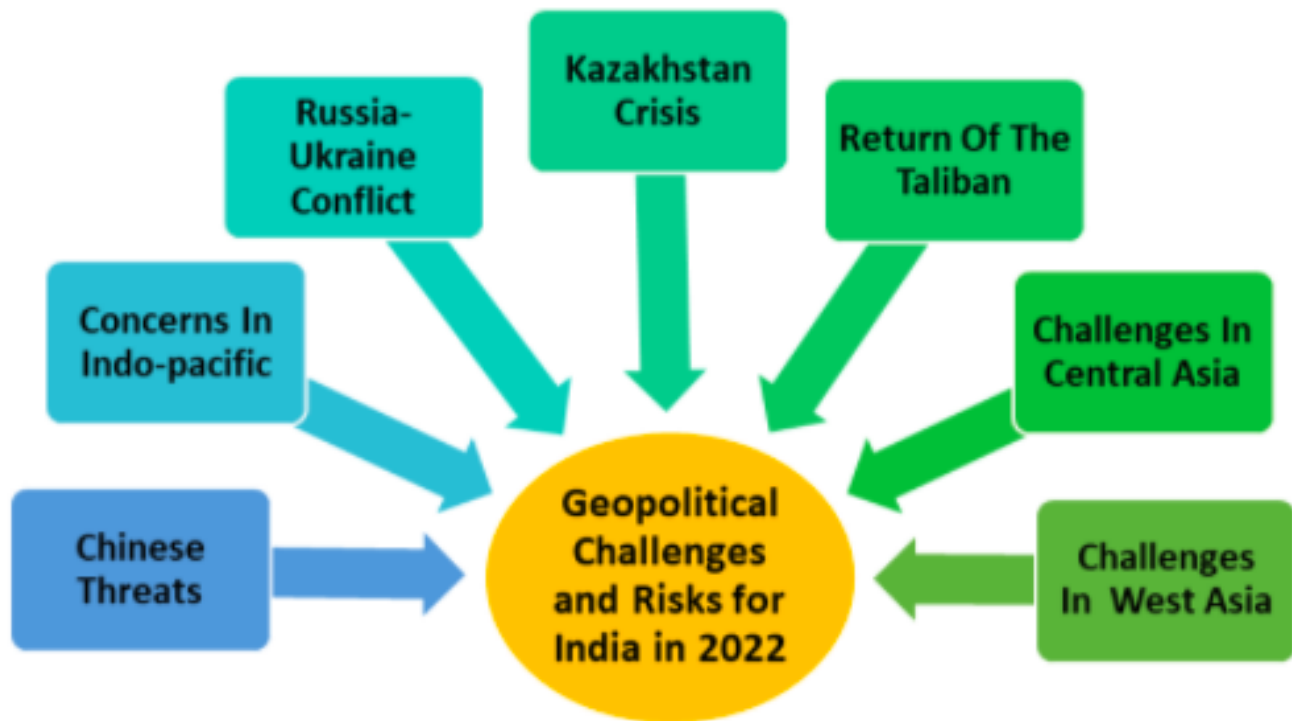 Kazakhstan
Crisis
Russia-
Ukraine
Conflict
Return Of The
Taliban
Concerns In
Indo-pacific
Challenges In
Central Asia
Chinese
Threats
Geopolitical
Challenges
and Risks for
India in 2022
Challenges
In West Asia